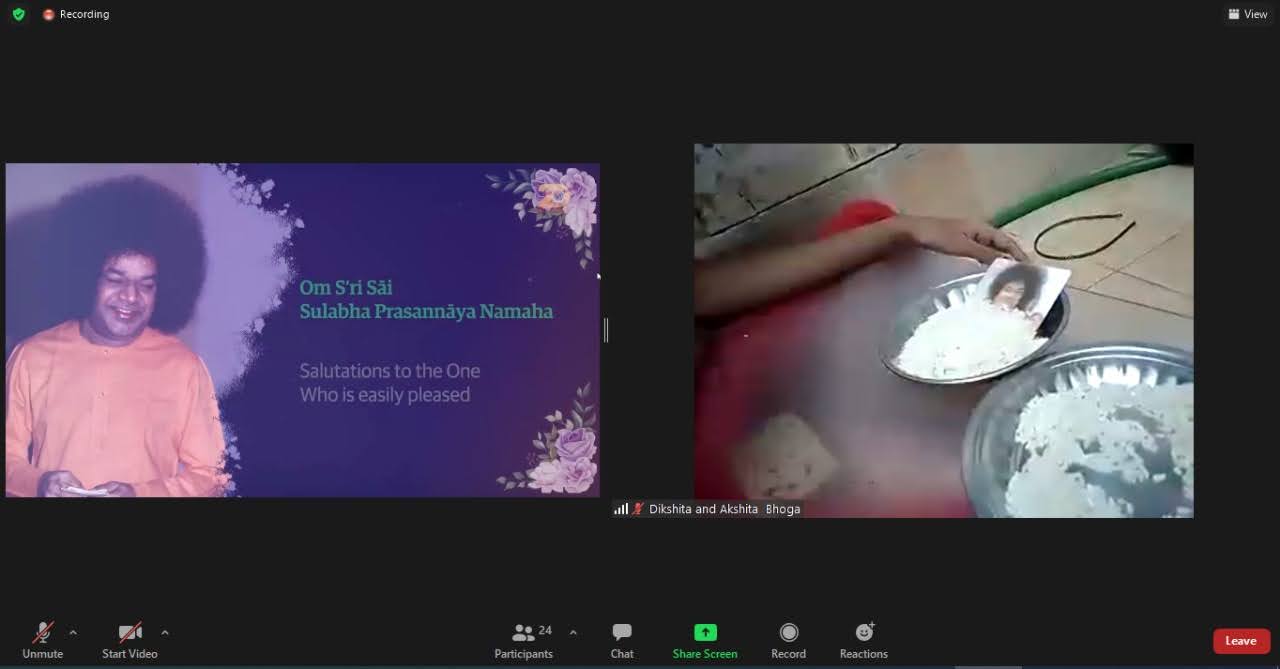 Recording
View
Om S'ri Sāi
Sulabha Prasannāya Namaha
Salutations to the One
Who is easily pleased
Dikshita and Akshita Bhoga
Unmute
Start Video
24
Participants
Chat
Share Screen
Record
Reactions
Leave